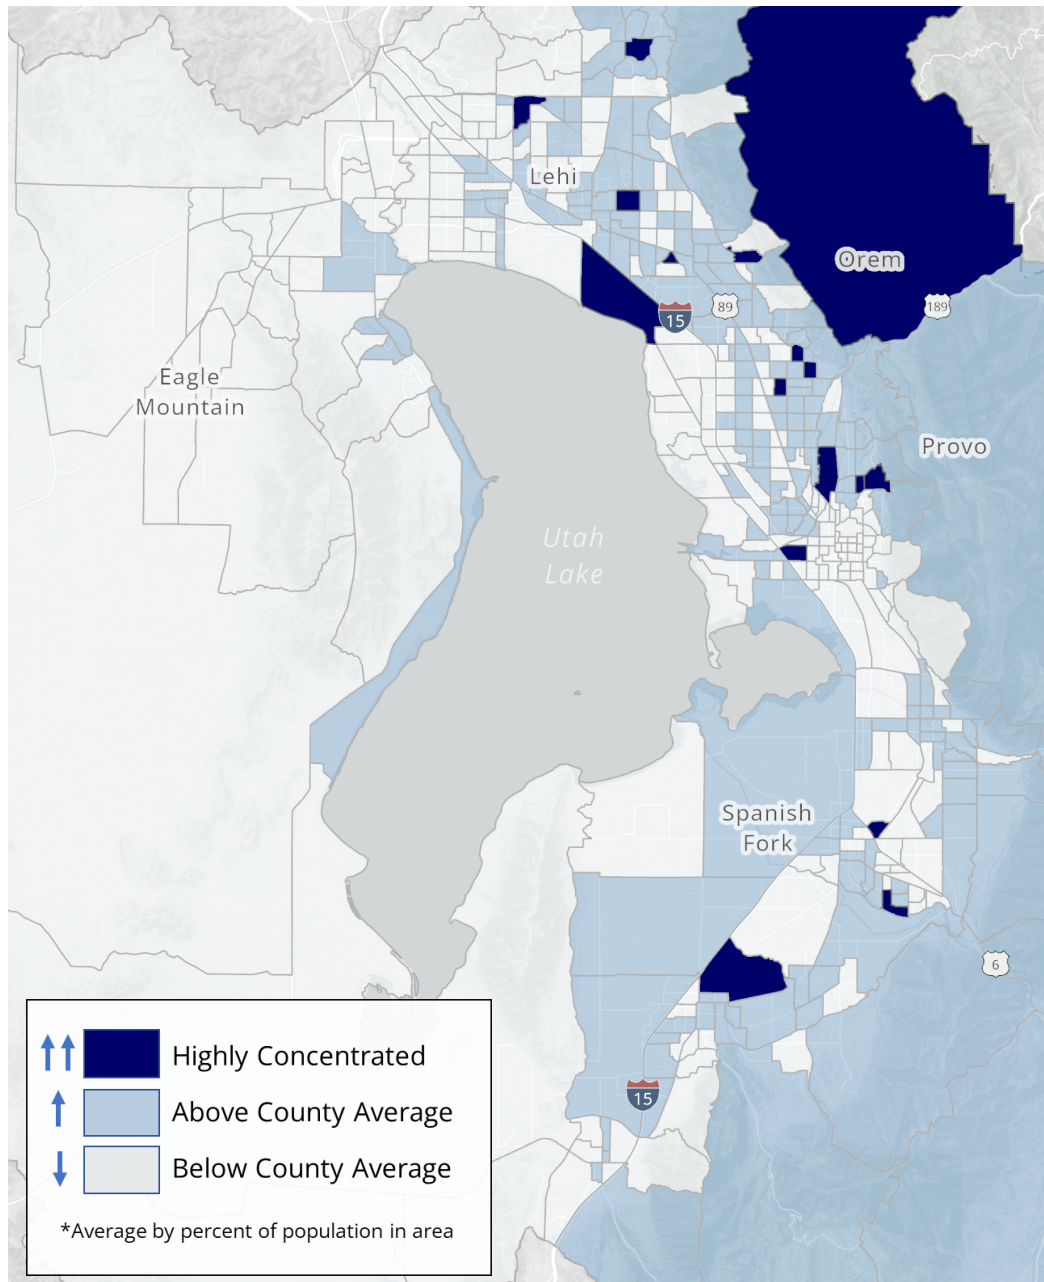 Lehi
Orem
15
89
189
Eagle
Mountain
Provo
Utah
Lake
Spanish
Fork
6
15
Highly Concentrated
Above County Average
Below County Average
*Average by percent of population in area